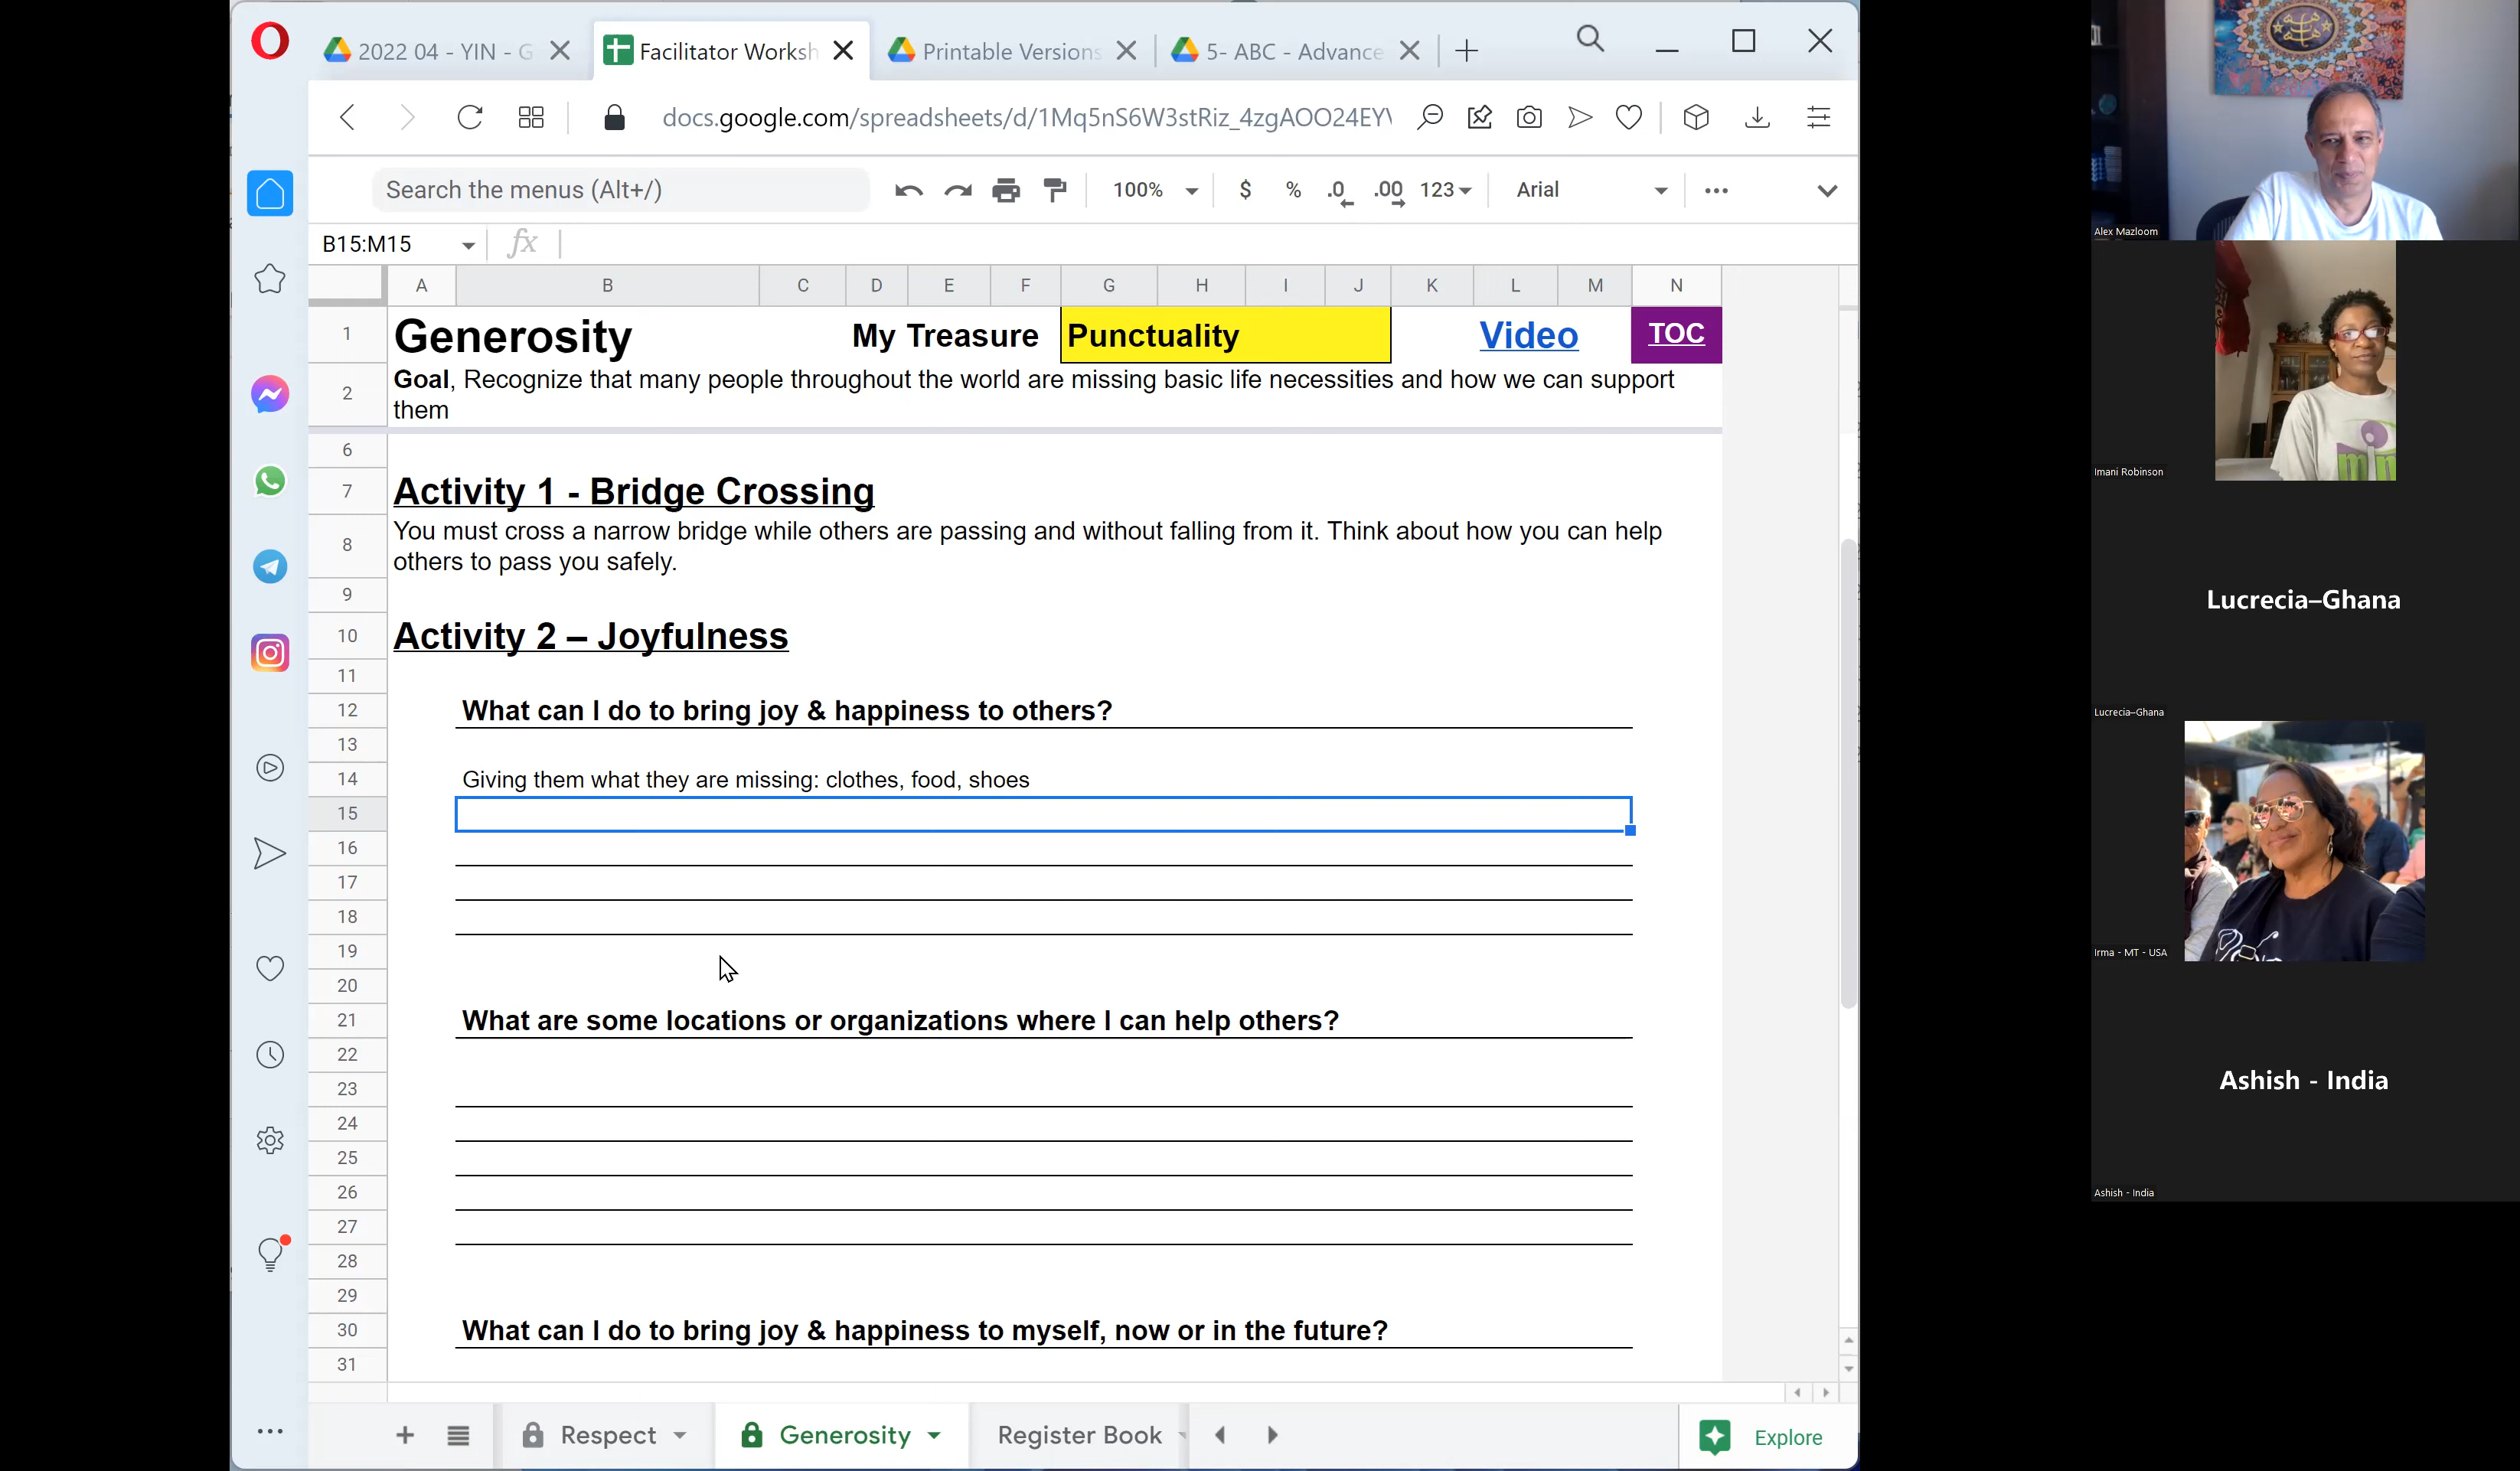 2022 04 - YIN - G
Facilitator Worksh
Printable Versions
5- ABC - Advance
docs.google.com/spreadsheets/d/1Mq5nS6W3stRiz_4zgAOO24EYV
Search the menus (Alt+/)
100%
$
%
.0
.00
123
Arial
B15:M15
fx
A B C D E F G H I J K L M N
1
Generosity
My Treasure
Punctuality
Video
TOC
2
Goal, Recognize that many people throughout the world are missing basic life necessities and how we can support
them
6
7
Activity 1 - Bridge Crossing
8
You must cross a narrow bridge while others are passing and without falling from it. Think about how you can help
others to pass you safely.
9
10
Activity 2 – Joyfulness
11
12
What can I do to bring joy & happiness to others?
13
14
Giving them what they are missing: clothes, food, shoes
15
16
17
18
19
20
21
What are some locations or organizations where I can help others?
22
23
24
25
26
27
28
29
30
What can I do to bring joy & happiness to myself, now or in the future?
31
Respect
Generosity
Register Book
Explore
Alex Mazloom
Imani Robinson
Lucrecia–Ghana
Lucrecia–Ghana
Irma - MT - USA
Ashish - India
Ashish - India